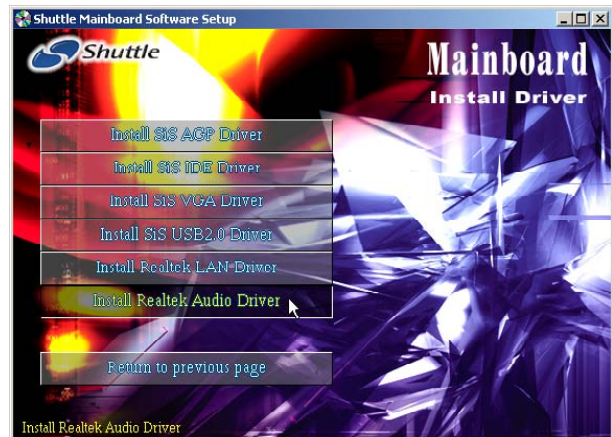 Shuttle Mainboard Software Setup
Shuttle
Mainboard
Install Driver
Install SiS AGP Driver
Install SiS IDE Driver
Install SiS VGA Driver
Install SiS USB2.0 Driver
Install Realtek LAN Driver
Install Realtek Audio Driver
Return to previous page
Install Realtek Audio Driver